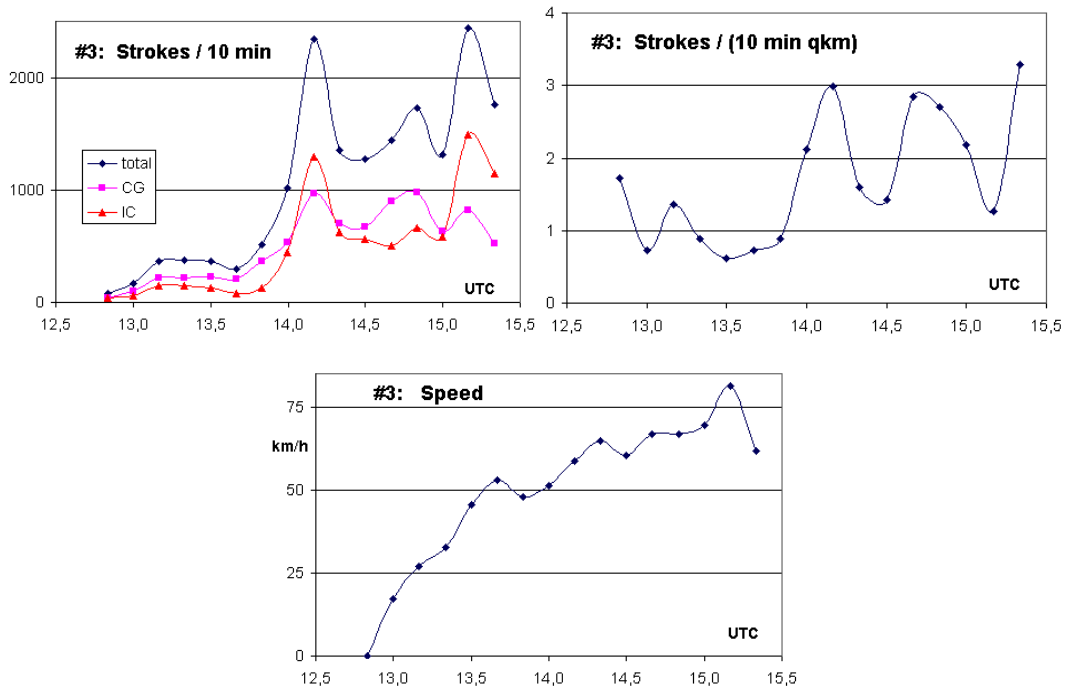 #3: Strokes / 10 min
2000
1000
0
total
CG
IC
UTC
12,5 13,0 13,5 14,0 14,5 15,0 15,5
#3: Strokes / (10 min qkm)
4
3
2
1
0
UTC
12,5 13,0 13,5 14,0 14,5 15,0 15,5
#3: Speed
75
km/h
50
25
0
UTC
12,5 13,0 13,5 14,0 14,5 15,0 15,5